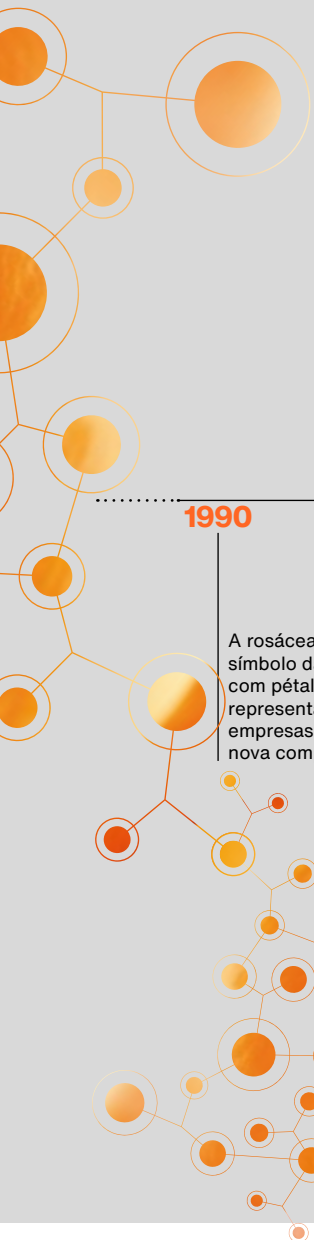 1990
A rosácea
símbolo d
com pétal
represent
empresas
nova com